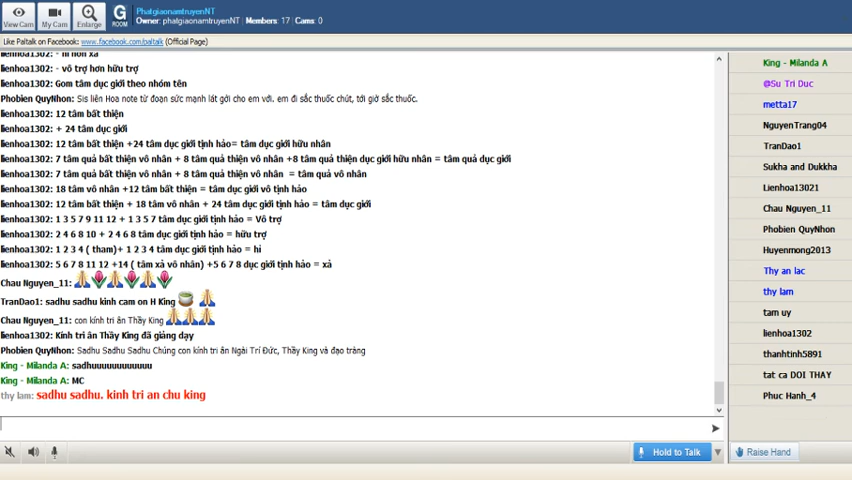 View Cam
My Cam
Enlarge
G
ROOM
PhatgiaonamtruyenNT
Owner: phatgiaonamtruyenNT | Members: 17 | Cams: 0
Like Paltalk on Facebook: www.facebook.com/paltalk (Official Page)
lienhoa1302: - hỉ hơn xả
lienhoa1302: - vô trợ hơn hữu trợ
lienhoa1302: Gom tâm dục giới theo nhóm tên
Phobien QuyNhon: Sis liên Hoa note từ đoạn sức mạnh lát gởi cho em với. em đi sắc thuốc chút, tới giờ sắc thuốc.
lienhoa1302: 12 tâm bất thiện
lienhoa1302: + 24 tâm dục giới
lienhoa1302: 12 tâm bất thiện +24 tâm dục giới tịnh hảo= tâm dục giới hữu nhân
lienhoa1302: 7 tâm quả bất thiện vô nhân + 8 tâm quả thiện vô nhân +8 tâm quả thiện dục giới hữu nhân = tâm quả dục giới
lienhoa1302: 7 tâm quả bất thiện vô nhân + 8 tâm quả thiện vô nhân = tâm quả vô nhân
lienhoa1302: 18 tâm vô nhân +12 tâm bất thiện = tâm dục giới vô tịnh hảo
lienhoa1302: 12 tâm bất thiện + 18 tâm vô nhân + 24 tâm dục giới tịnh hảo = tâm dục giới
lienhoa1302: 1 3 5 7 9 11 12 + 1 3 5 7 tâm dục giới tịnh hảo = Vô trợ
lienhoa1302: 2 4 6 8 10 + 2 4 6 8 tâm dục giới tịnh hảo = hữu trợ
lienhoa1302: 1 2 3 4 ( tham)+ 1 2 3 4 tâm dục giới tịnh hảo = hỉ
lienhoa1302: 5 6 7 8 11 12 +14 ( tâm xả vô nhân) +5 6 7 8 dục giới tịnh hảo = xả
Chau Nguyen_11:
TranDao1: sadhu sadhu kinh cam on H King
Chau Nguyen_11: con kính tri ân Thầy King
lienhoa1302: Kính tri ân Thầy King đã giảng dạy
Phobien QuyNhon: Sadhu Sadhu Sadhu Chúng con kính tri ân Ngài Trí Đức, Thầy King và đạo tràng
King - Milanda A: sadhuuuuuuuuuuuu
King - Milanda A: MC
thy lam: sadhu sadhu. kinh tri an chu king
Hold to Talk
King - Milanda A
@Su Tri Duc
metta17
NguyenTrang04
TranDao1
Sukha and Dukkha
Lienhoa13021
Chau Nguyen_11
Phobien QuyNhon
Huyenmong2013
Thy an lac
thy lam
tam uy
lienhoa1302
thanhtinh5891
tat ca DOI THAY
Phuc Hanh_4
Raise Hand